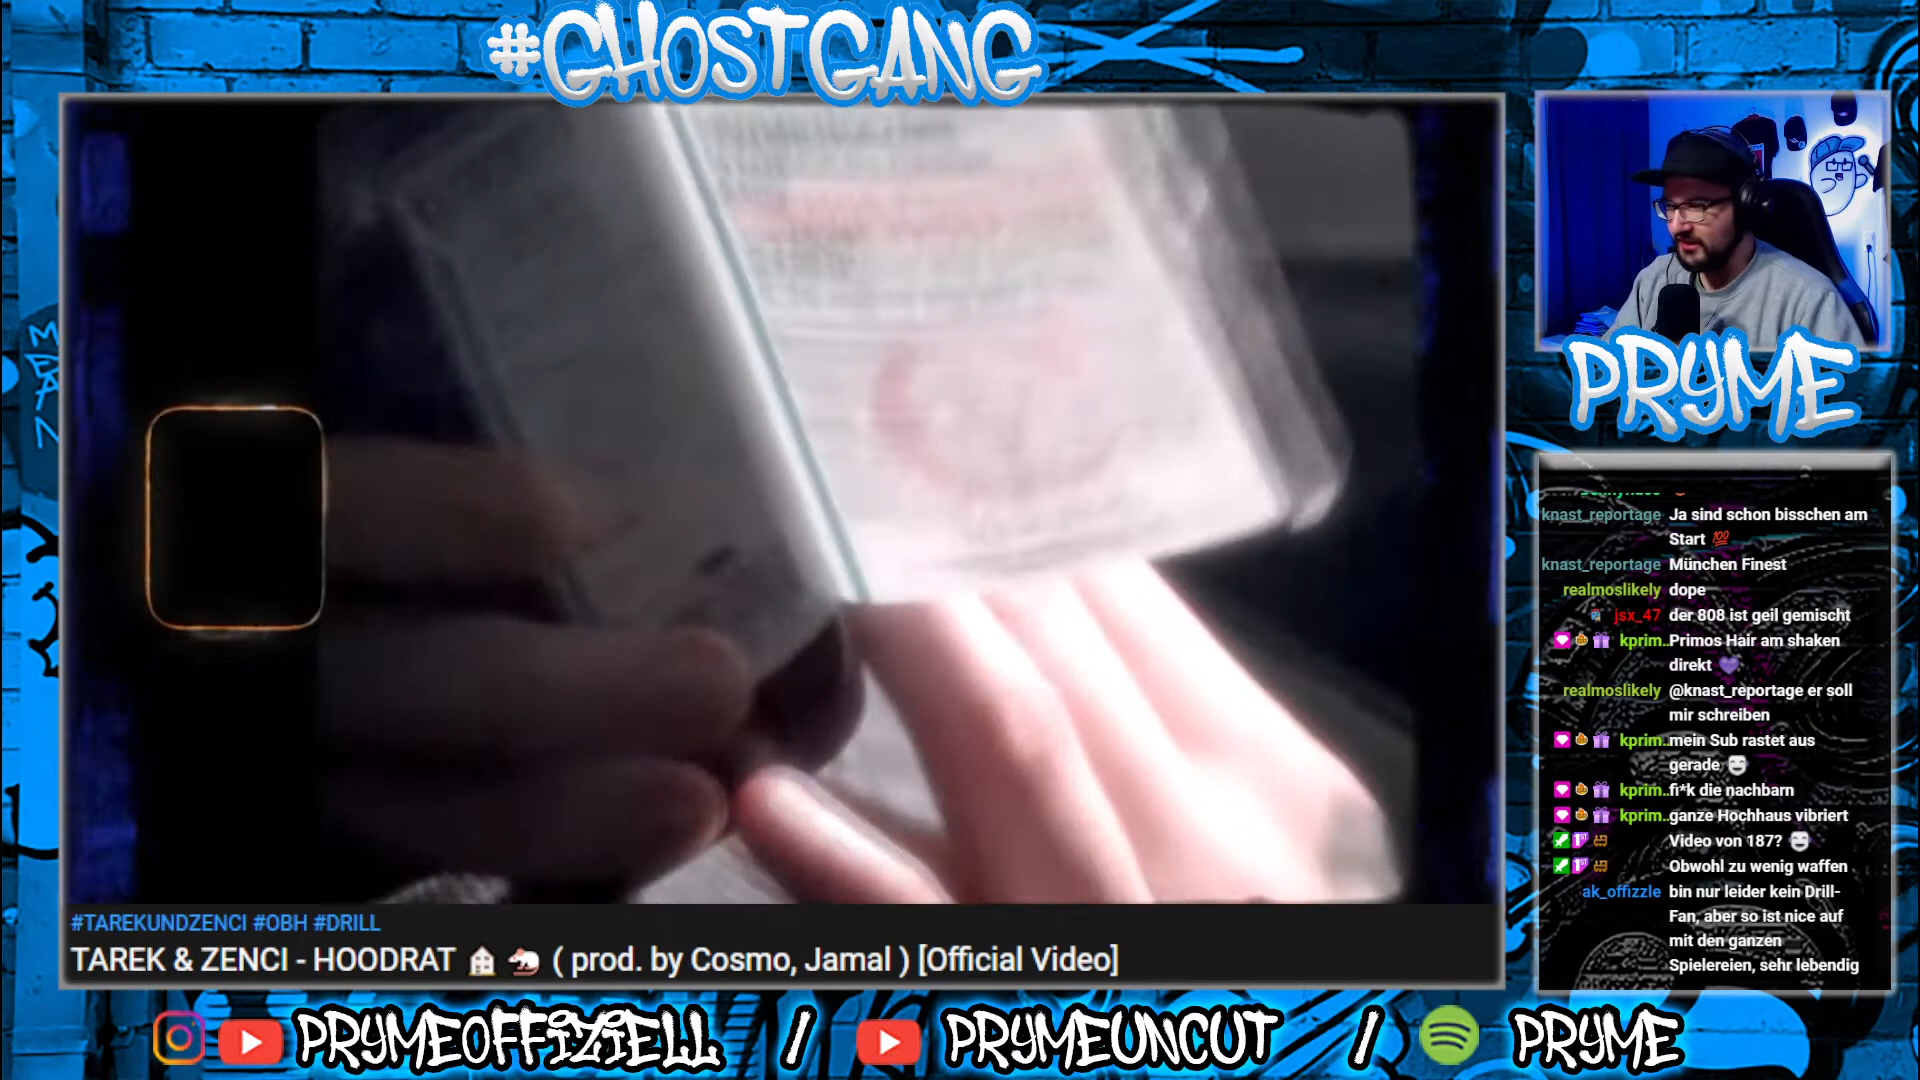 #GHOSTGANG
#TAREKUNDZENCI #OBH #DRILL
TAREK & ZENCI - HOODRAT 🏠 🐀 ( prod. by Cosmo, Jamal ) [Official Video]
PRYME
knast_reportage Ja sind schon bisschen am
Start 💯
knast_reportage München Finest
realmoslikely dope
jsx_47 der 808 ist geil gemischt
kprim.. Primos Hair am shaken
direkt 💜
realmoslikely @knast_reportage er soll
mir schreiben
kprim.. mein Sub rastet aus
gerade
kprim.. fi*k die nachbarn
kprim.. ganze Hochhaus vibriert
Video von 187?
Obwohl zu wenig waffen
ak_offizzle bin nur leider kein Drill-
Fan, aber so ist nice auf
mit den ganzen
Spielereien, sehr lebendig
PRYMEOFFIZIELL / PRYMEUNCUT / PRYME